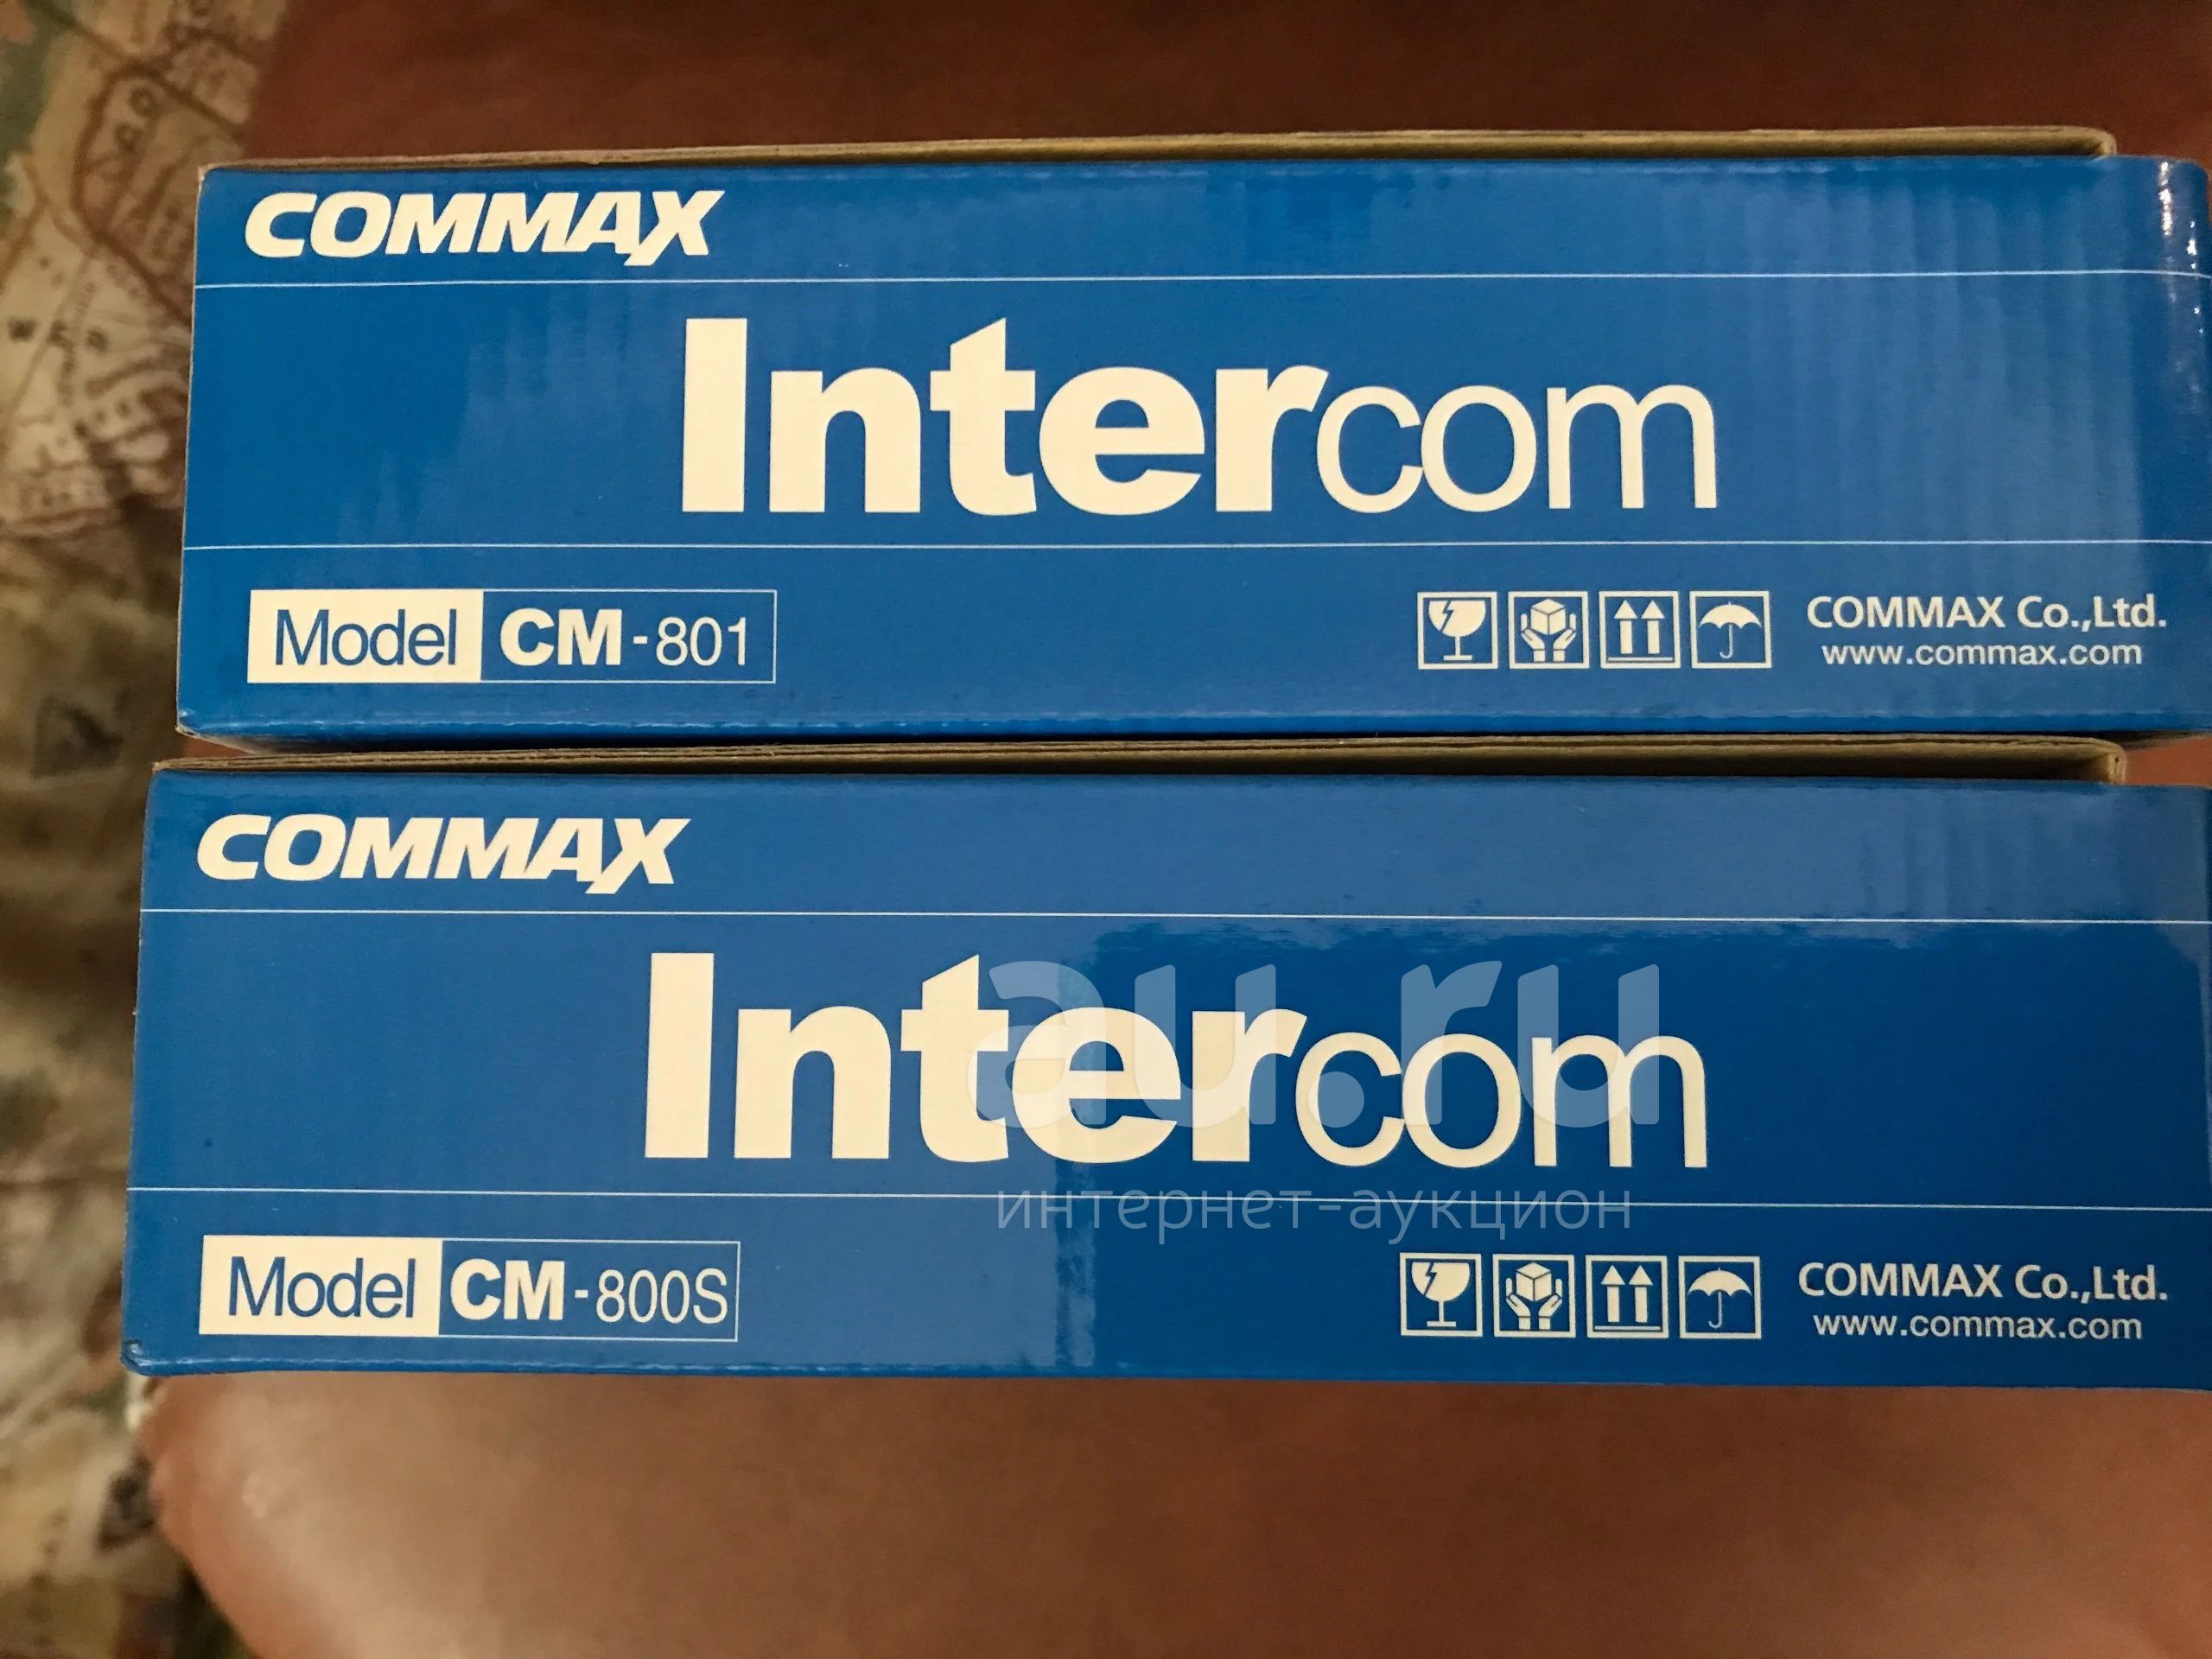 COMMAX
Intercom
Model CM-801
COMMAX Co.,Ltd.
www.commax.com
COMMAX
Intercom
au.ru
интернет-аукцион
Model CM-800S
COMMAX Co.,Ltd.
www.commax.com